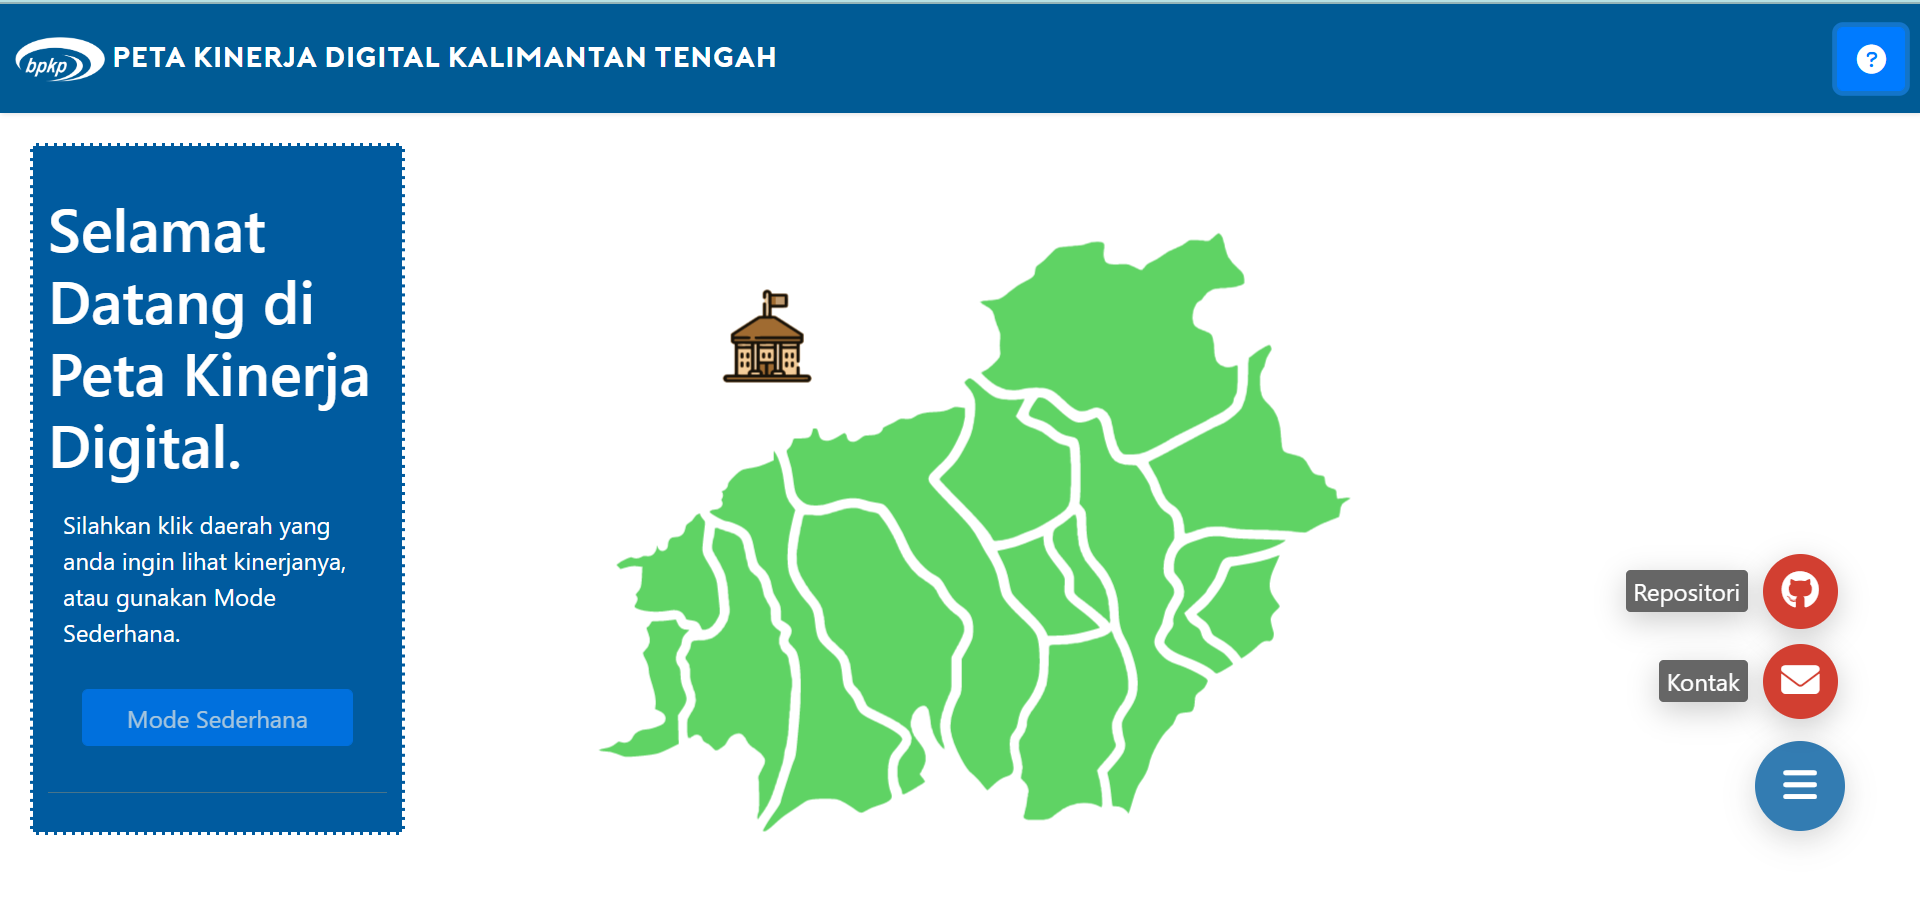 bpkp PETA KINERJA DIGITAL KALIMANTAN TENGAH
?
Selamat
Datang di
Peta Kinerja
Digital.
Silahkan klik daerah yang
anda ingin lihat kinerjanya,
atau gunakan Mode
Sederhana.
Mode Sederhana
Repositori
Kontak